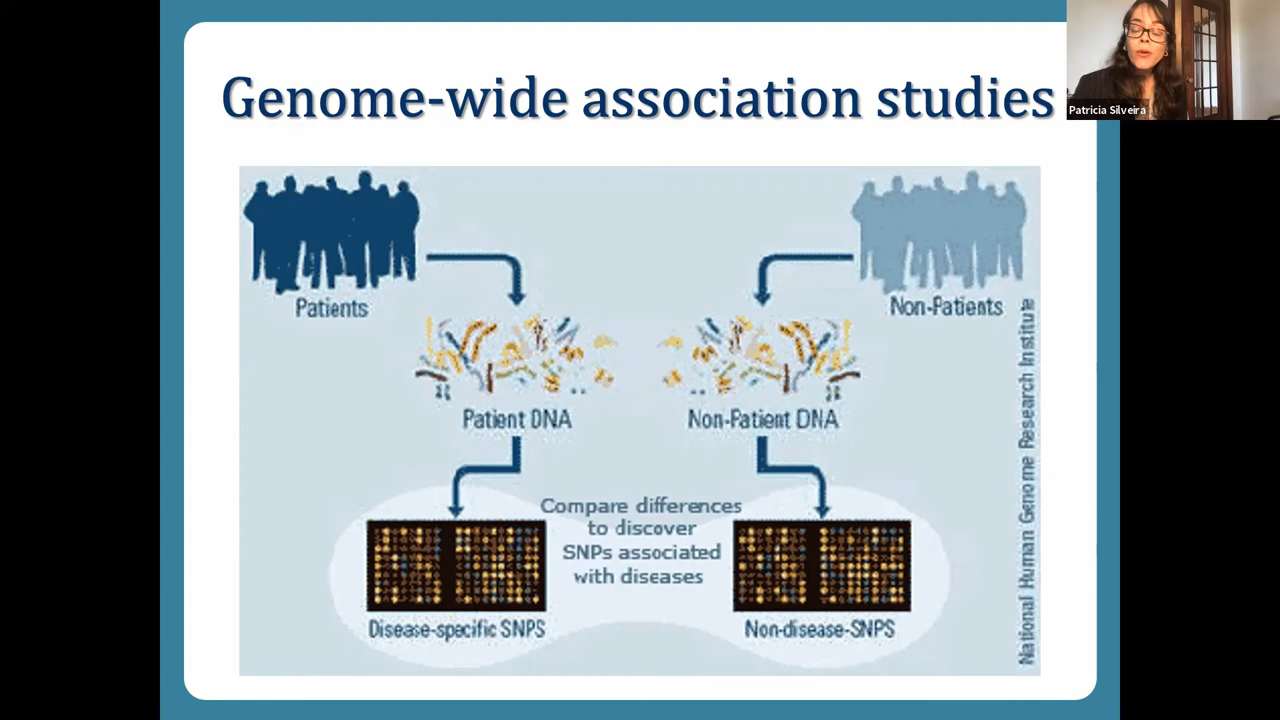 Genome-wide association studies
Patricia Silveira
Patients
Non-Patients
Patient DNA
Non-Patient DNA
Compare differences
to discover
SNPs associated
with diseases
Disease-specific SNPS
Non-disease-SNPS
National Human Genome Research Institute